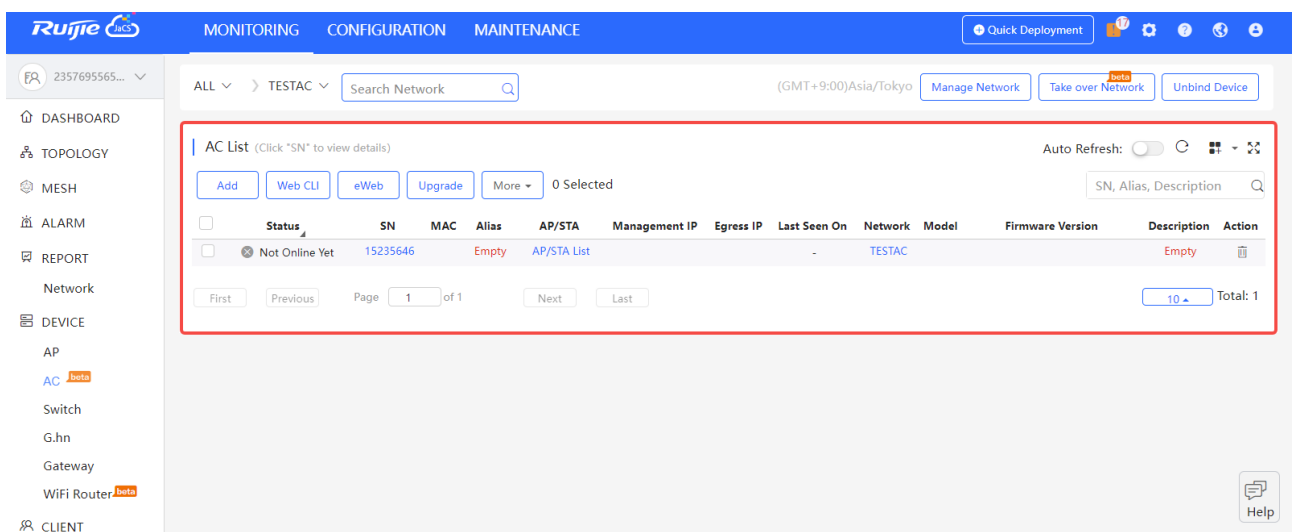 Ruijie JaCS MONITORING CONFIGURATION MAINTENANCE Quick Deployment 17
FA 2357695565...
ALL TESTAC Search Network (GMT+9:00)Asia/Tokyo Manage Network Take over Network beta Unbind Device
DASHBOARD
TOPOLOGY
MESH
ALARM
REPORT
Network
DEVICE
AP
AC beta
Switch
G.hn
Gateway
WiFi Router beta
CLIENT
AC List (Click "SN" to view details) Auto Refresh:
Add Web CLI eWeb Upgrade More 0 Selected SN, Alias, Description
Status SN MAC Alias AP/STA Management IP Egress IP Last Seen On Network Model Firmware Version Description Action
Not Online Yet 15235646 Empty AP/STA List - TESTAC Empty
First Previous Page 1 of 1 Next Last 10 Total: 1
Help